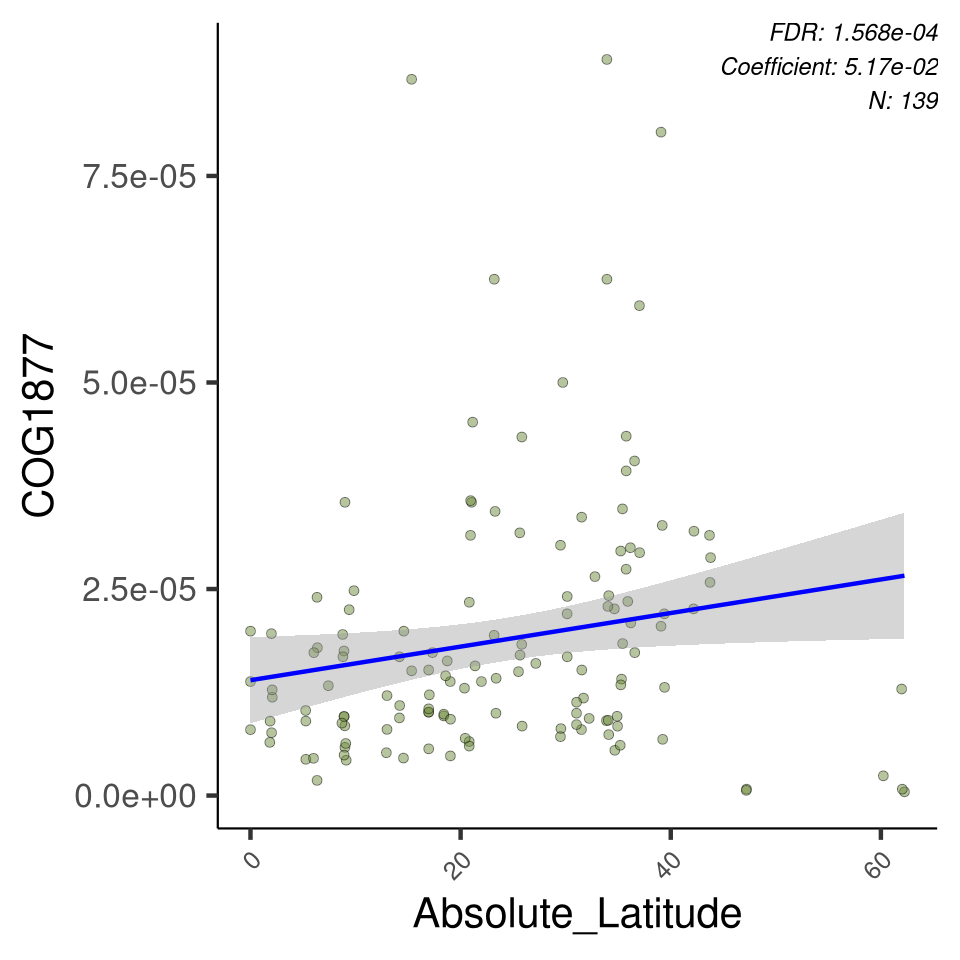 FDR: 1.568e-04
Coefficient: 5.17e-02
N: 139
COG1877
7.5e-05
5.0e-05
2.5e-05
0.0e+00
0
20
40
60
Absolute_Latitude